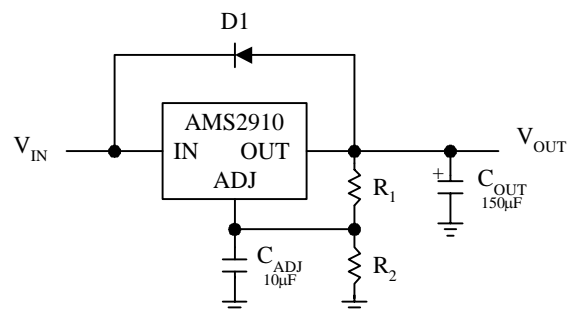 D1
AMS2910
V_IN
IN OUT
V_OUT
ADJ
R_1
+
C_OUT
150µF
C_ADJ
10µF
R_2